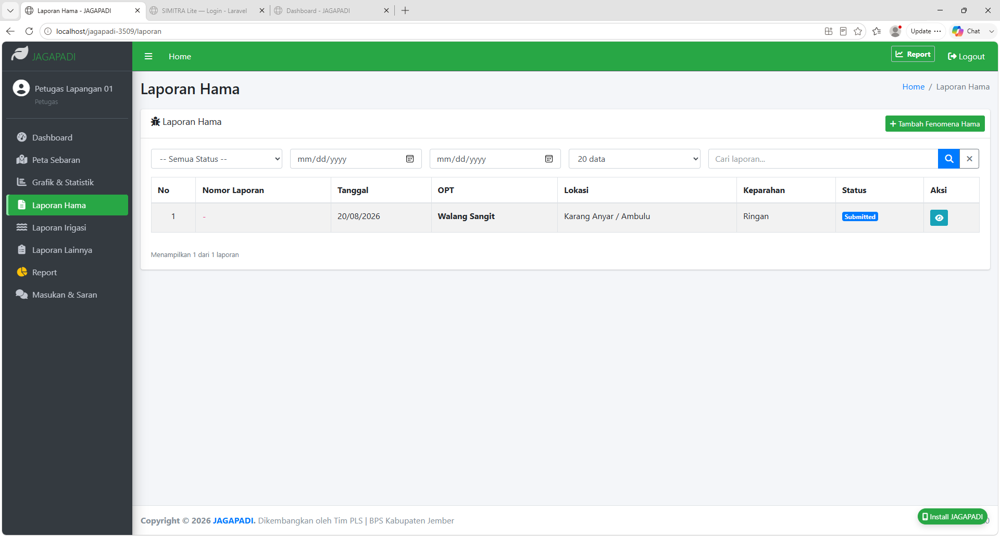 Laporan Hama - JAGAPADI
SIMITRA Lite — Login - Laravel
Dashboard - JAGAPADI
localhost/jagapadi-3509/laporan
Update
Chat
JAGAPADI
Home
Report
Logout
Petugas Lapangan 01
Petugas
Dashboard
Peta Sebaran
Grafik & Statistik
Laporan Hama
Laporan Irigasi
Laporan Lainnya
Report
Masukan & Saran
Laporan Hama
Home / Laporan Hama
Laporan Hama
+ Tambah Fenomena Hama
-- Semua Status --
mm/dd/yyyy
mm/dd/yyyy
20 data
Cari laporan...
No Nomor Laporan Tanggal OPT Lokasi Keparahan Status Aksi
1 - 20/08/2026 Walang Sangit Karang Anyar / Ambulu Ringan Submitted
Menampilkan 1 dari 1 laporan
Copyright © 2026 JAGAPADI. Dikembangkan oleh Tim PLS | BPS Kabupaten Jember
Install JAGAPADI